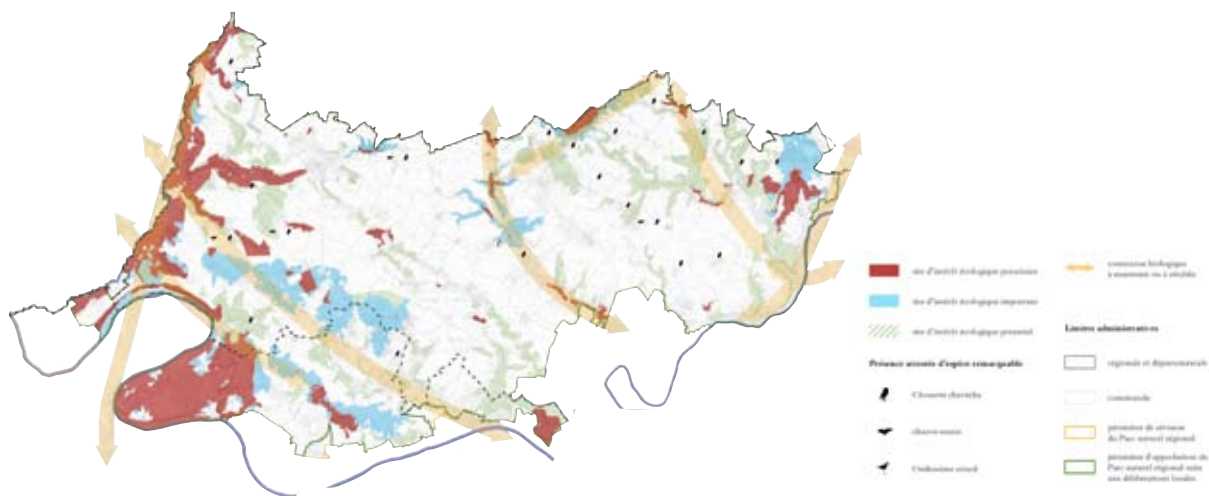 site d'intérêt écologique prioritaire
site d'intérêt écologique important
site d'intérêt écologique potentiel
Présence avérée d'espèce remarquable
Chouette chevêche
chauve-souris
Oedicnème criard
connexion biologique
à maintenir ou à rétablir
Limites administratives
régionale et départementale
communale
périmètre de révision
du Parc naturel régional
périmètre d'approbation du
Parc naturel régional suite
aux délibérations locales